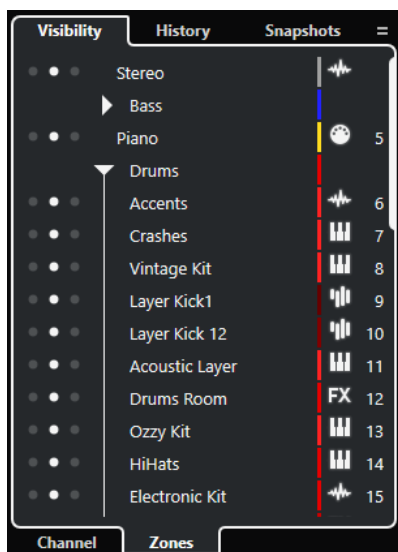 Visibility History Snapshots
Stereo
Bass
Piano 5
Drums
Accents 6
Crashes 7
Vintage Kit 8
Layer Kick1 9
Layer Kick 12 10
Acoustic Layer 11
Drums Room FX 12
Ozzy Kit 13
HiHats 14
Electronic Kit 15
Channel Zones